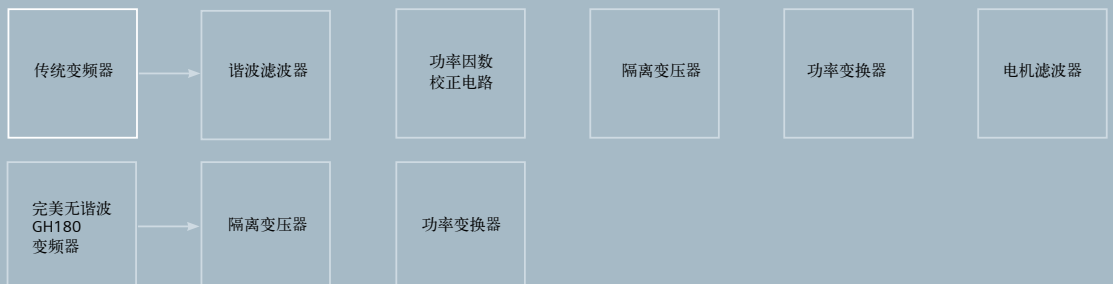 传统变频器
谐波滤波器
功率因数
校正电路
隔离变压器
功率变换器
电机滤波器
完美无谐波
GH180
变频器
隔离变压器
功率变换器